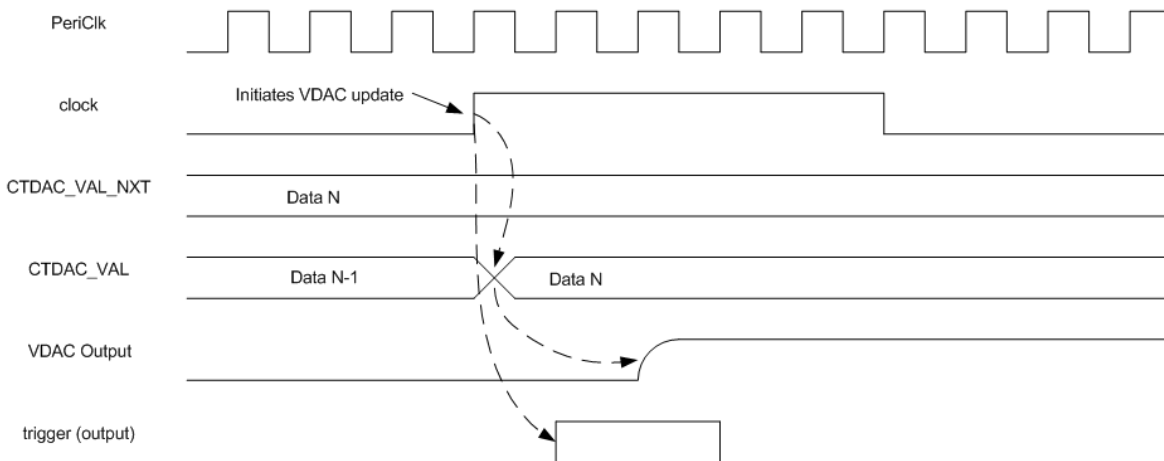 PeriClk
clock
Initiates VDAC update
CTDAC_VAL_NXT
Data N
CTDAC_VAL
Data N-1
Data N
VDAC Output
trigger (output)